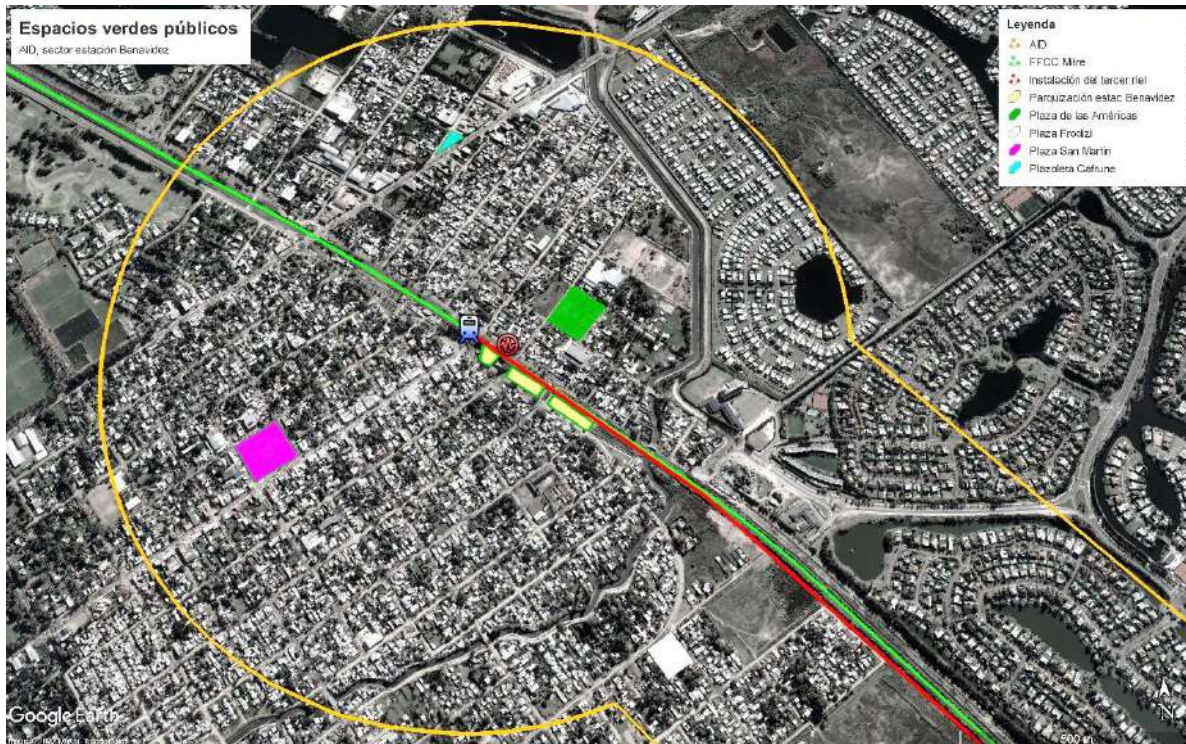 Espacios verdes públicos
AID, sector estación Benavidez
Leyenda
AID
FFCC Mitre
Instalación del tercer riel
Parquización estac Benavidez
Plaza de las Américas
Plaza Frodizi
Plaza San Martín
Plazoleta Cafrune
N
Google Earth
500 m